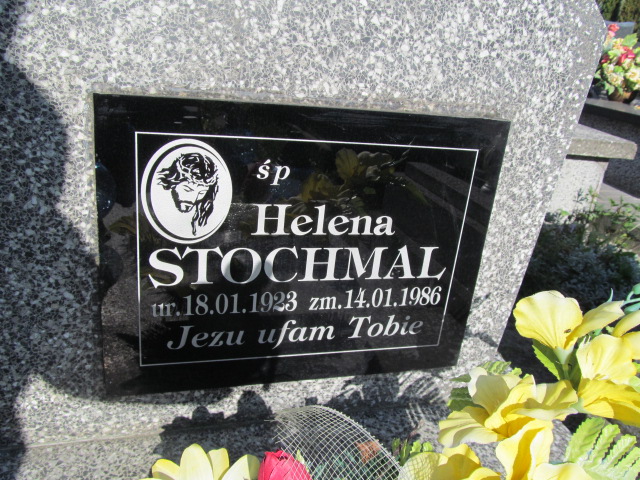 śp
Helena
STOCHMAL
ur.18.01.1923 zm.14.01.1986
Jezu ufam Tobie